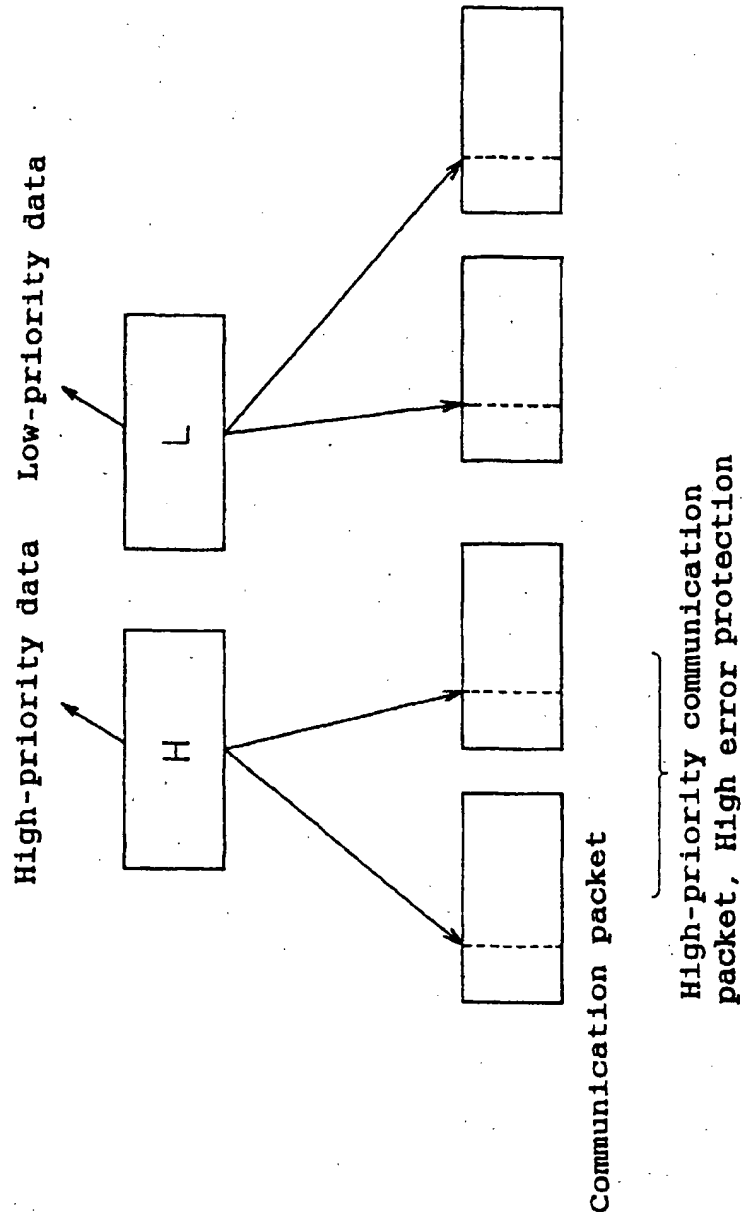 High-priority data
Low-priority data
H
L
Communication packet
High-priority communication
packet, High error protection